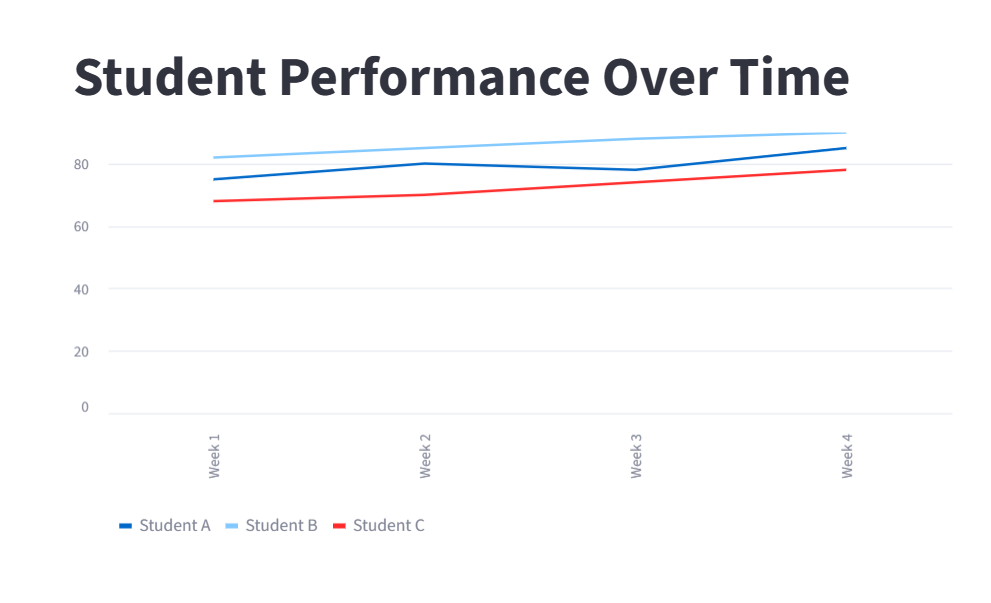 Student Performance Over Time
80
60
40
20
0
Week 1
Week 2
Week 3
Week 4
Student A
Student B
Student C